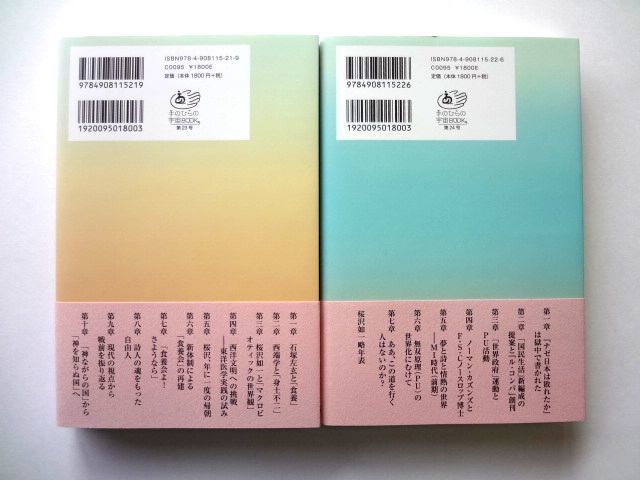 ISBN978-4-908115-21-9
C0095 ¥1800E
定価（本体1800円+税）
9784908115219
1920095018003
手のひらの
宇宙BOOKs
第23号
第一章 石塚左玄と「食養」
第二章 西端学と「身土不二」
第三章 桜沢如一と「マクロビ
オティックの世界観」
第四章 西洋文明への挑戦
―東洋医学実践の試み
第五章 桜沢、年に一度の帰朝
第六章 新体制による
「食養会」の再建
第七章 「食養会よ！
さようなら」
第八章 詩人の魂をもった
自由人
第九章 現代の視点から
戦前を振り返る
第十章 「神ながらの国」から
「神を知らぬ国」へ
ISBN978-4-908115-22-6
C0095 ¥1800E
定価（本体1800円+税）
9784908115226
1920095018003
手のひらの
宇宙BOOKs
第24号
第一章 「ナゼ日本は敗れたか」
は獄中で書かれた
第二章 「国民生活」新編成の
提案とニル・コンパ」創刊
第三章 「世界政府」運動と
PU活動
第四章 ノーマン・カズンズと
F・S・C・ノースロップ博士
第五章 夢と詩と情熱の世界
―MI時代（前期）
第六章 無双原理（PU）の
世界化にむけて
第七章 ああ、この道を行く
人はないのか？
桜沢如一略年表